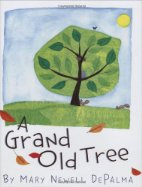 A
GRAND
OLD TREE
BY MARY NEWELL DEPALMA